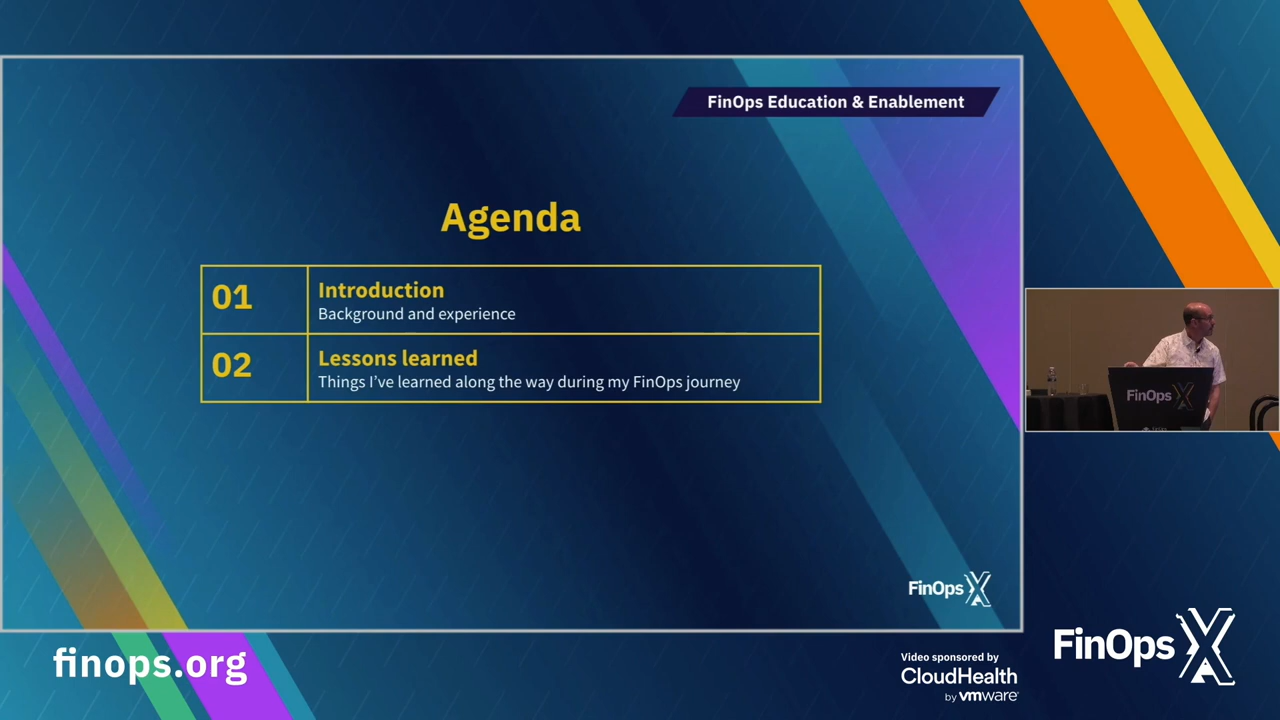 FinOps Education & Enablement
Agenda
01
Introduction
Background and experience
02
Lessons learned
Things I've learned along the way during my FinOps journey
FinOps X
FinOps X
finops.org
Video sponsored by
CloudHealth
by vmware
FinOps X